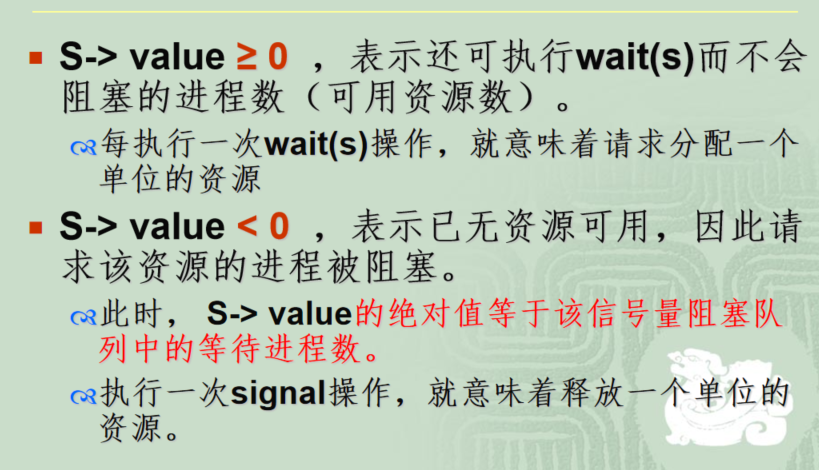 S-> value ≥ 0 ，表示还可执行wait(s)而不会
阻塞的进程数（可用资源数）。
每执行一次wait(s)操作，就意味着请求分配一个
单位的资源
S-> value < 0 ，表示已无资源可用，因此请
求该资源的进程被阻塞。
此时， S-> value的绝对值等于该信号量阻塞队
列中的等待进程数。
执行一次signal操作，就意味着释放一个单位的
资源。